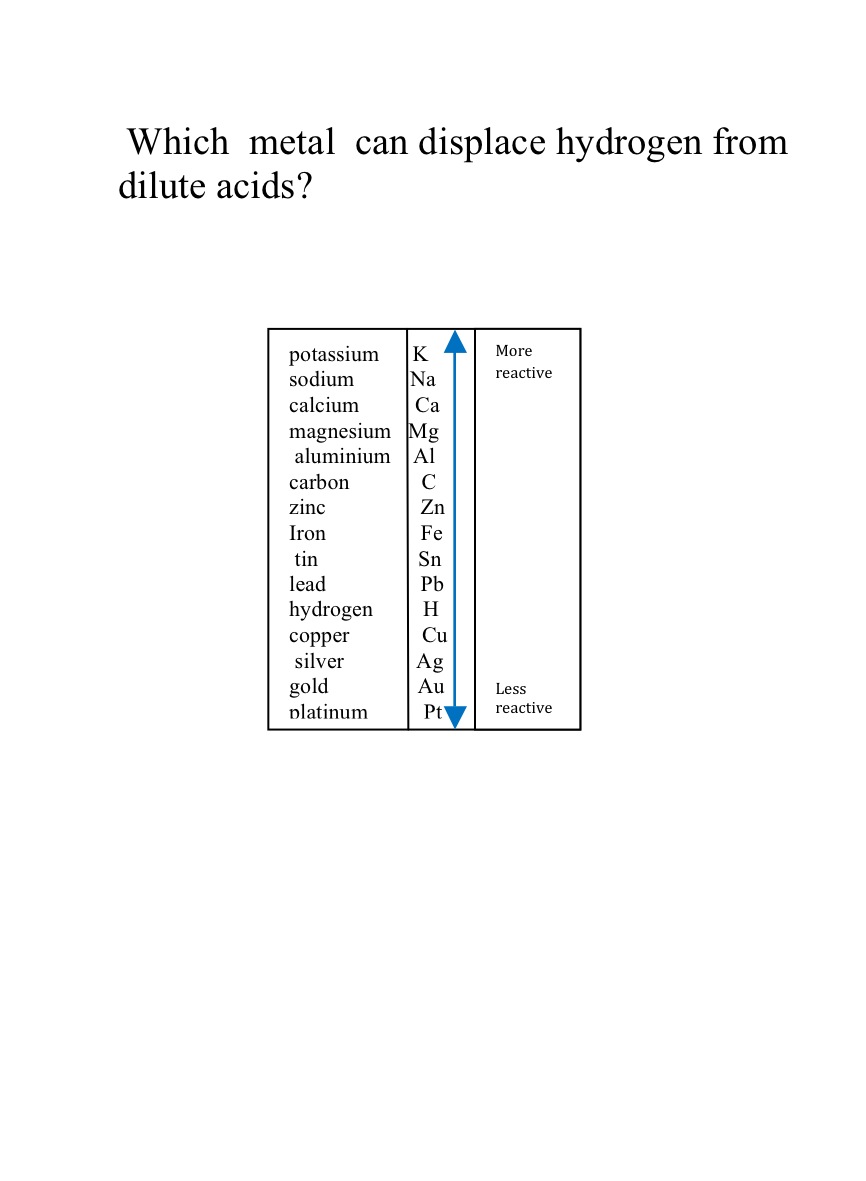 Which metal can displace hydrogen from
dilute acids?
potassium K More
reactive
sodium Na
calcium Ca
magnesium Mg
aluminium Al
carbon C
zinc Zn
Iron Fe
tin Sn
lead Pb
hydrogen H
copper Cu
silver Ag
gold Au Less
reactive
platinum Pt